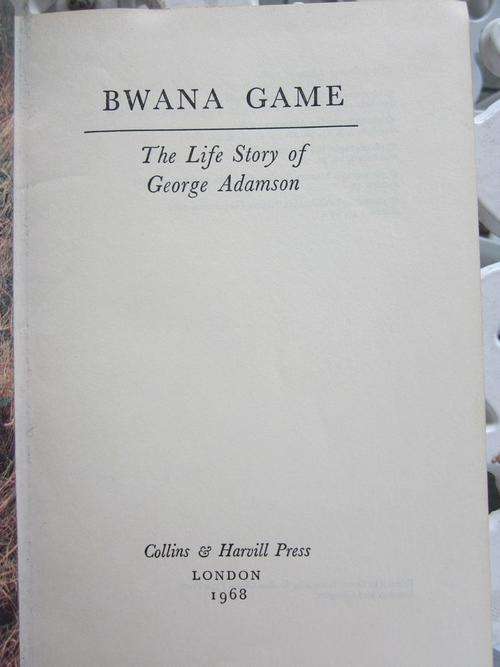 BWANA GAME
The Life Story of
George Adamson
Collins & Harvill Press
LONDON
1968